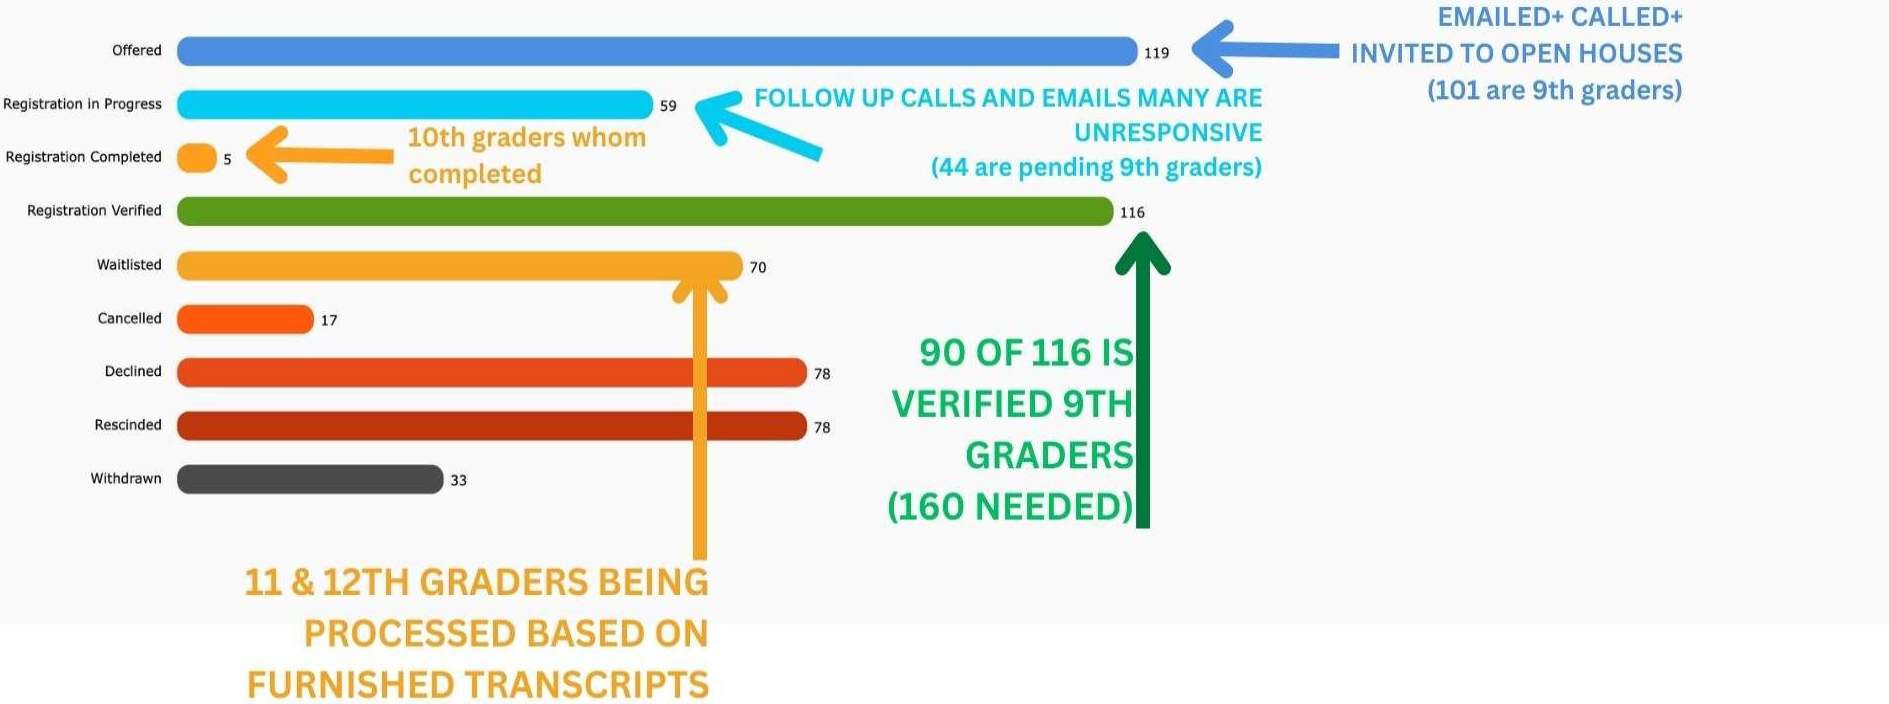 EMAILED+ CALLED+
INVITED TO OPEN HOUSES
(101 are 9th graders)
Offered 119
Registration in Progress 59
FOLLOW UP CALLS AND EMAILS MANY ARE
UNRESPONSIVE
(44 are pending 9th graders)
Registration Completed 5
10th graders whom
completed
Registration Verified 116
Waitlisted 70
Cancelled 17
Declined 78
Rescinded 78
Withdrawn 33
90 OF 116 IS
VERIFIED 9TH
GRADERS
(160 NEEDED)
11 & 12TH GRADERS BEING
PROCESSED BASED ON
FURNISHED TRANSCRIPTS